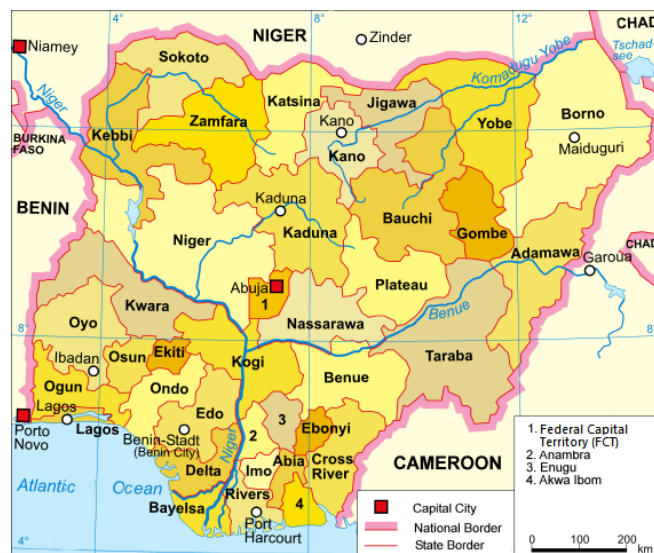 4°
8°
12°
NIGER
Zinder
CHAD
Niamey
Sokoto
Komadugu Yobe
Tschad-
see
Niger
Katsina
Jigawa
Kebbi
Zamfara
Kano
Yobe
Borno
BURKINA
FASO
Kano
Maiduguri
BENIN
Kaduna
Bauchi
Niger
Kaduna
Gombe
Adamawa
CHAD
Garoua
Abuja
1
Plateau
Kwara
Nassarawa
Benue
Oyo
8°
8°
Ibadan
Osun
Ekiti
Kogi
Taraba
Benue
Ogun
Ondo
Lagos
Edo
3
Ebonyi
Porto
Novo
Lagos
Benin-Stadt
(Benin City)
Niger
2
Cross
River
Delta
Imo
Abia
CAMEROON
Atlantic Ocean
Bayelsa
Rivers
4
Port
Harcourt
4°
1. Federal Capital
Territory (FCT)
2. Anambra
3. Enugu
4. Akwa Ibom
Capital City
National Border
State Border
0 100 200
km